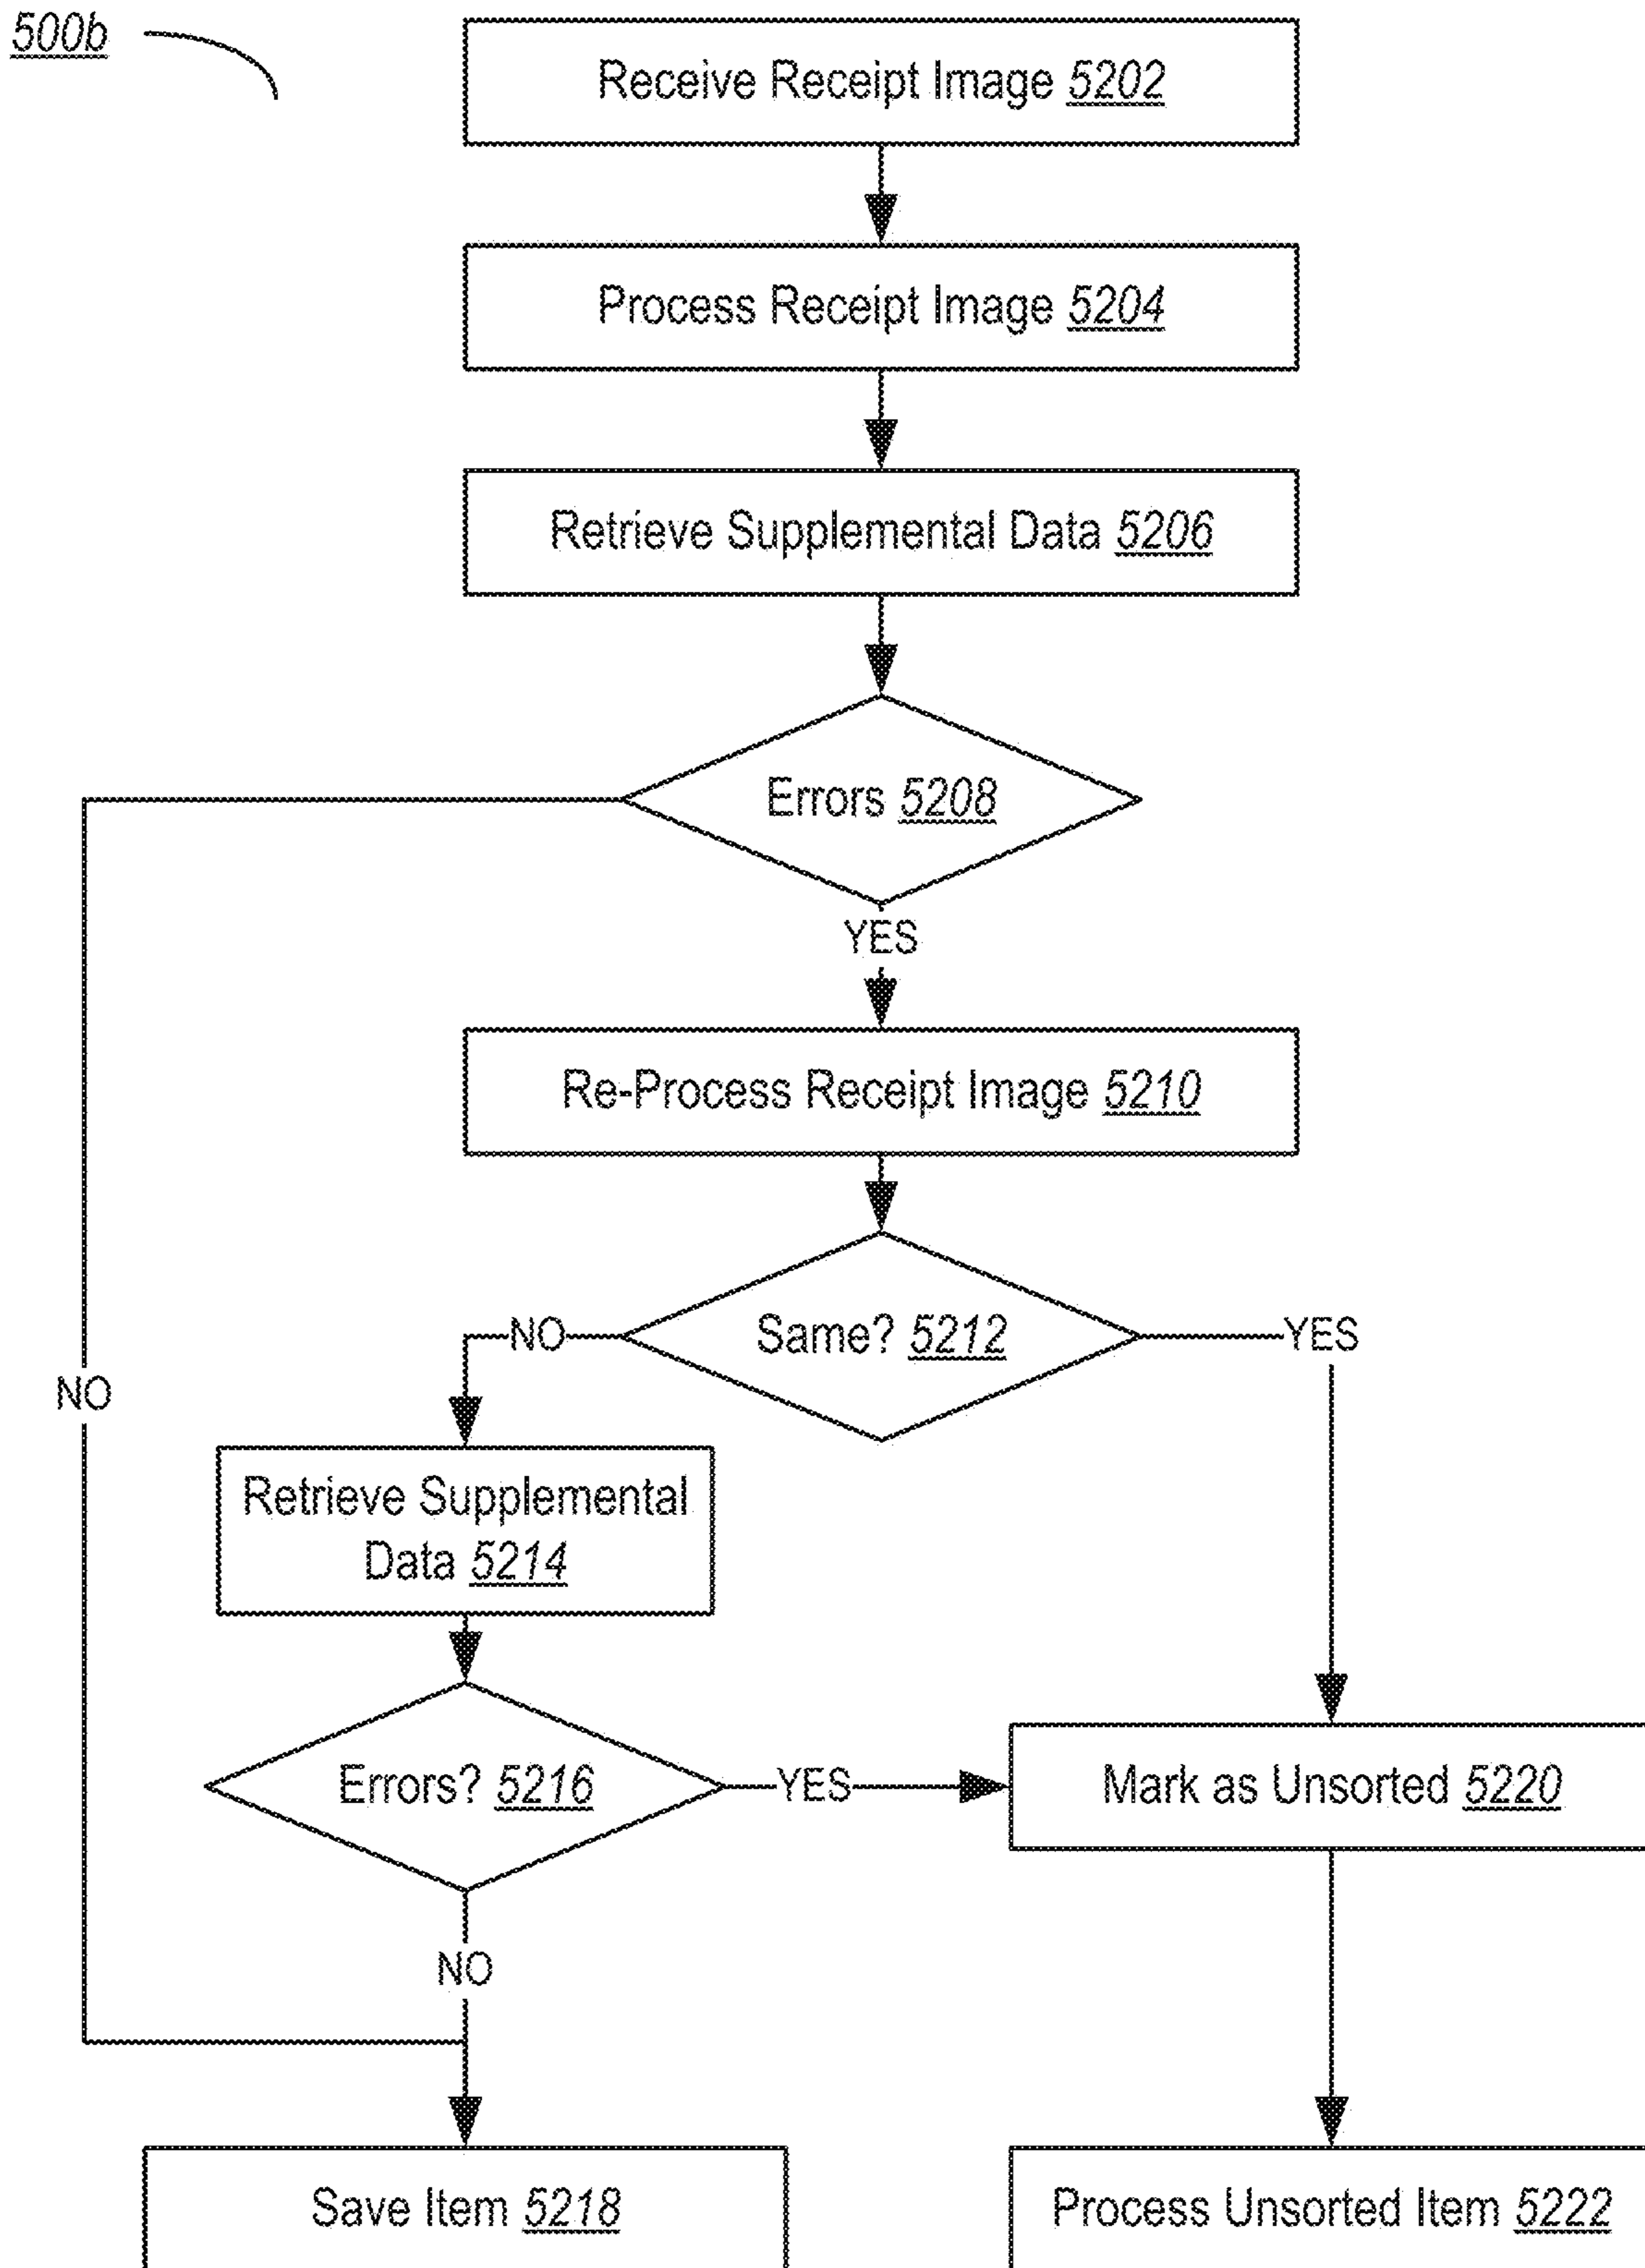 500b
Receive Receipt Image 5202
Process Receipt Image 5204
Retrieve Supplemental Data 5206
Errors 5208
YES
Re-Process Receipt Image 5210
NO
Same? 5212
YES
NO
Retrieve Supplemental
Data 5214
Errors? 5216
YES
Mark as Unsorted 5220
NO
Save Item 5218
Process Unsorted Item 5222